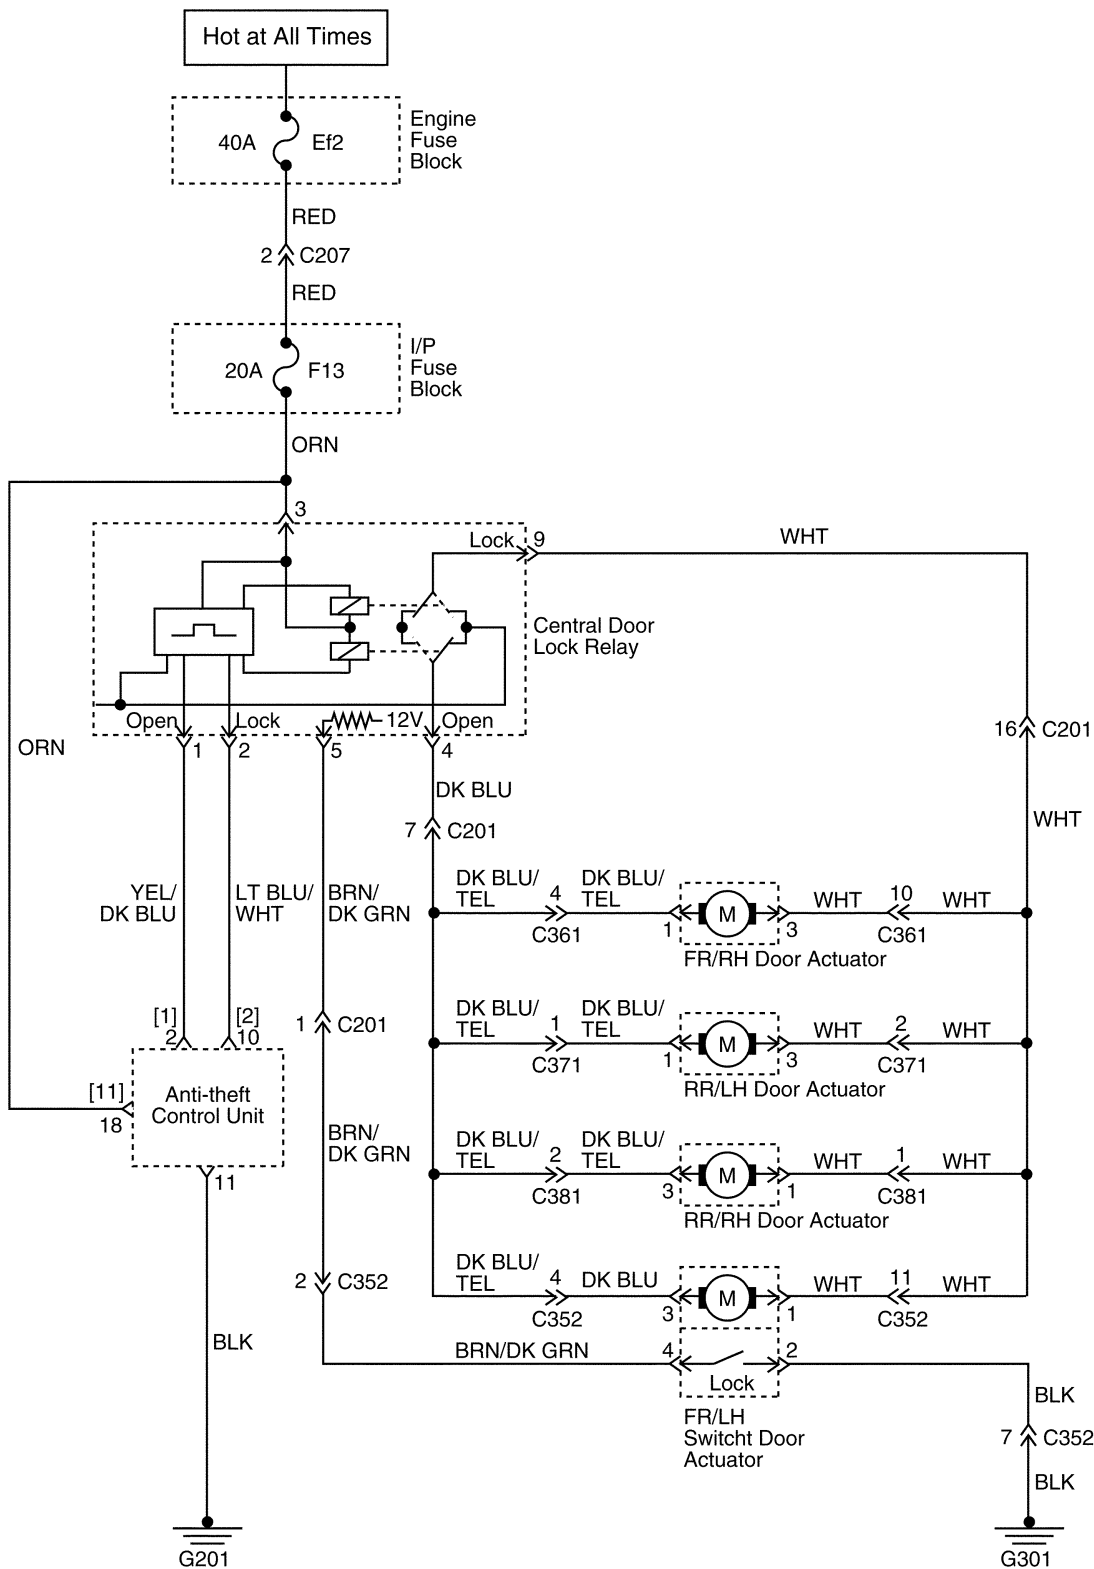 Hot at All Times
40A
Ef2
Engine
Fuse
Block
RED
2
C207
RED
20A
F13
I/P
Fuse
Block
ORN
3
Lock
9
WHT
Central Door
Lock Relay
Open
Lock
12V
Open
1
2
5
4
ORN
16
C201
DK BLU
7
C201
WHT
YEL/
DK BLU
LT BLU/
WHT
BRN/
DK GRN
DK BLU/
TEL
4
C361
DK BLU/
TEL
1
M
3
WHT
10
C361
WHT
FR/RH Door Actuator
[1]
2
[2]
10
1
C201
DK BLU/
TEL
1
C371
DK BLU/
TEL
1
M
3
WHT
2
C371
WHT
RR/LH Door Actuator
[11]
18
Anti-theft
Control Unit
11
BRN/
DK GRN
DK BLU/
TEL
2
C381
DK BLU/
TEL
3
M
1
WHT
1
C381
WHT
RR/RH Door Actuator
2
C352
DK BLU/
TEL
4
C352
DK BLU
3
M
1
WHT
11
C352
WHT
BLK
BRN/DK GRN
4
2
Lock
FR/LH
Switcht Door
Actuator
BLK
7
C352
BLK
G201
G301